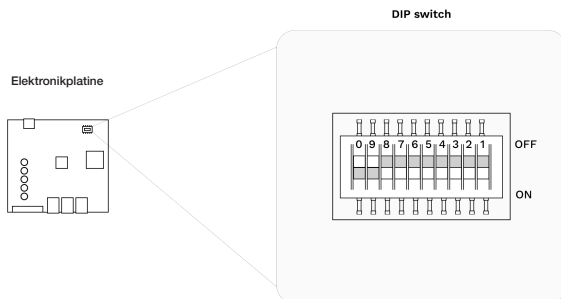 DIP switch
Elektronikplatine
0 9 8 7 6 5 4 3 2 1
OFF
ON